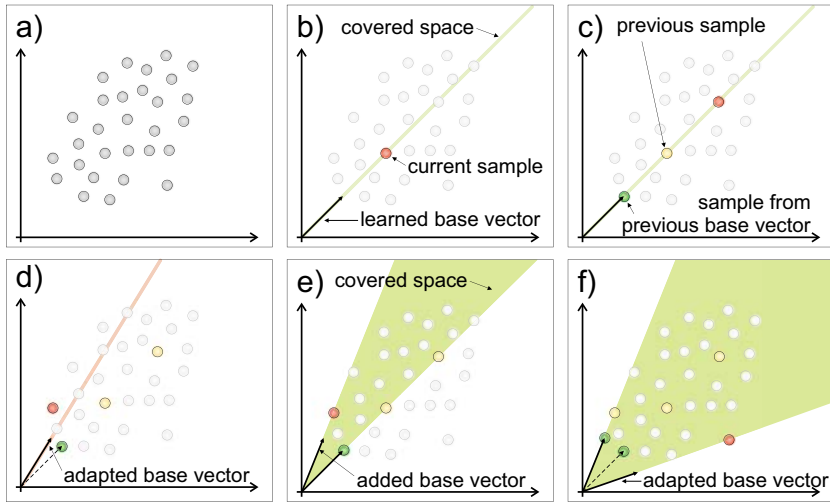 a)
b)
covered space
current sample
learned base vector
c)
previous sample
sample from
previous base vector
d)
adapted base vector
e)
covered space
added base vector
f)
adapted base vector